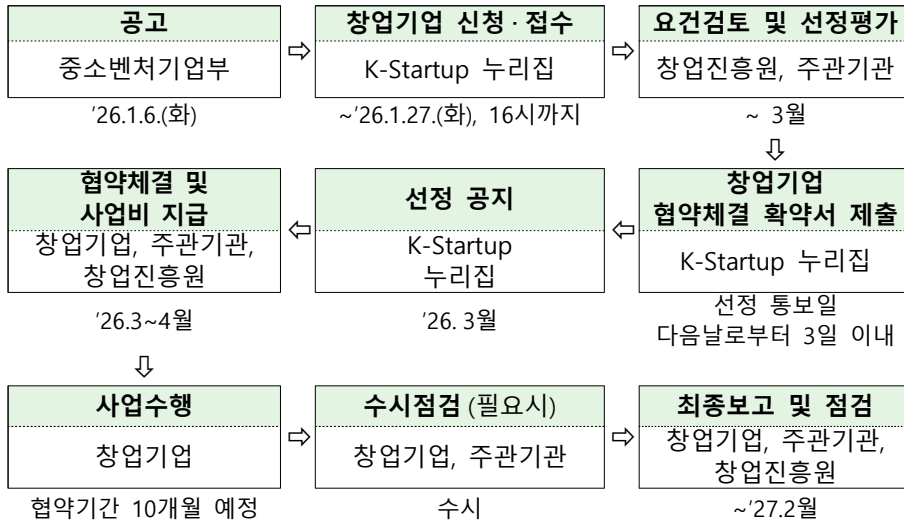 공고
중소벤처기업부
'26.1.6.(화)
⇨
창업기업 신청·접수
K-Startup 누리집
~'26.1.27.(화), 16시까지
⇨
요건검토 및 선정평가
창업진흥원, 주관기관
~ 3월
⇩
창업기업
협약체결 확약서 제출
K-Startup 누리집
선정 통보일
다음날로부터 3일 이내
⇦
선정 공지
K-Startup
누리집
'26. 3월
⇦
협약체결 및
사업비 지급
창업기업, 주관기관,
창업진흥원
'26.3~4월
⇩
사업수행
창업기업
협약기간 10개월 예정
⇨
수시점검 (필요시)
창업기업, 주관기관
수시
⇨
최종보고 및 점검
창업기업, 주관기관,
창업진흥원
~'27.2월